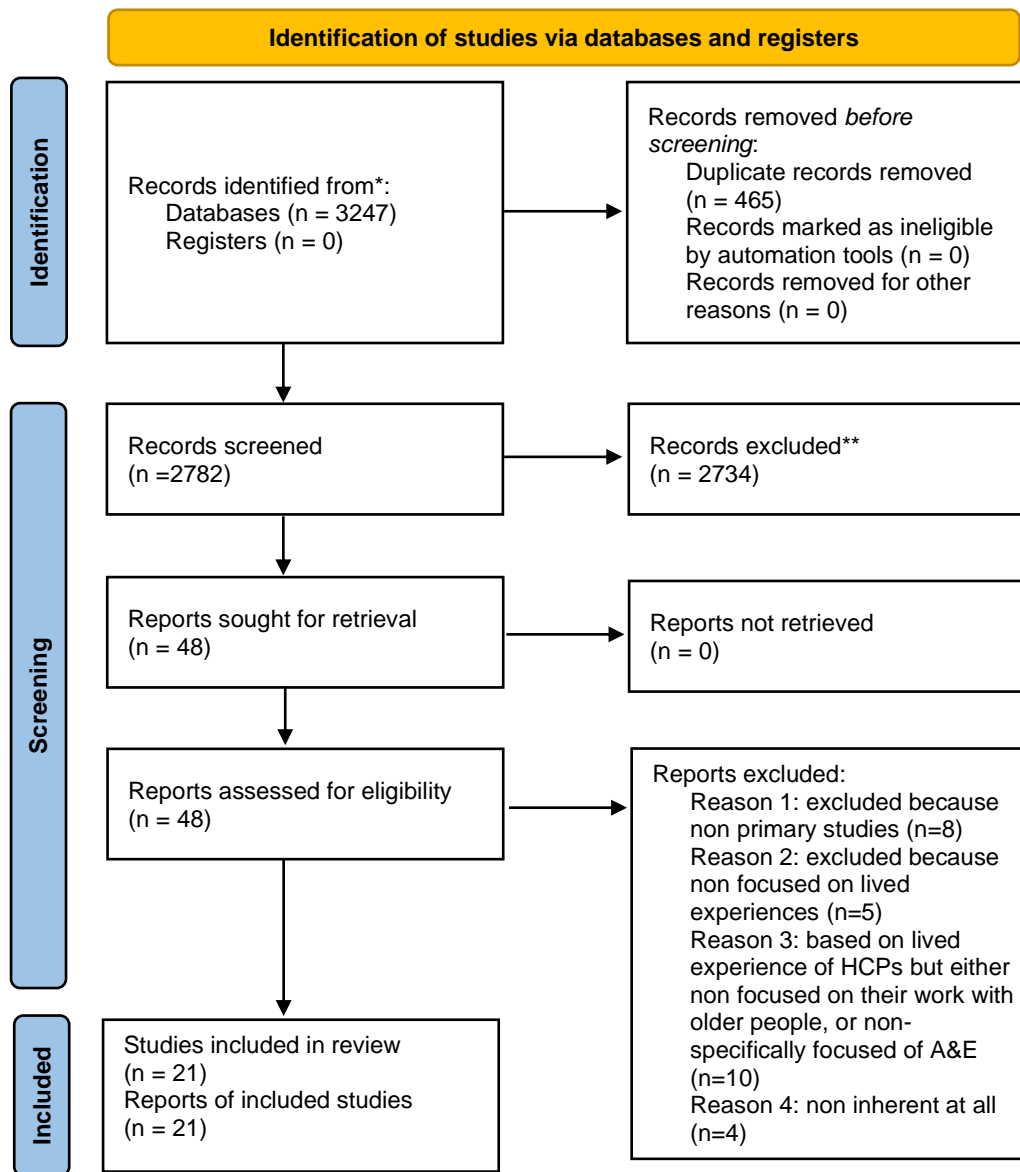 Identification of studies via databases and registers
Identification
Records identified from*:
Databases (n = 3247)
Registers (n = 0)
Records removed before
screening:
Duplicate records removed
(n = 465)
Records marked as ineligible
by automation tools (n = 0)
Records removed for other
reasons (n = 0)
Screening
Records screened
(n =2782)
Records excluded**
(n = 2734)
Reports sought for retrieval
(n = 48)
Reports not retrieved
(n = 0)
Reports assessed for eligibility
(n = 48)
Reports excluded:
Reason 1: excluded because
non primary studies (n=8)
Reason 2: excluded because
non focused on lived
experiences (n=5)
Reason 3: based on lived
experience of HCPs but either
non focused on their work with
older people, or non-
specifically focused of A&E
(n=10)
Reason 4: non inherent at all
(n=4)
Included
Studies included in review
(n = 21)
Reports of included studies
(n = 21)